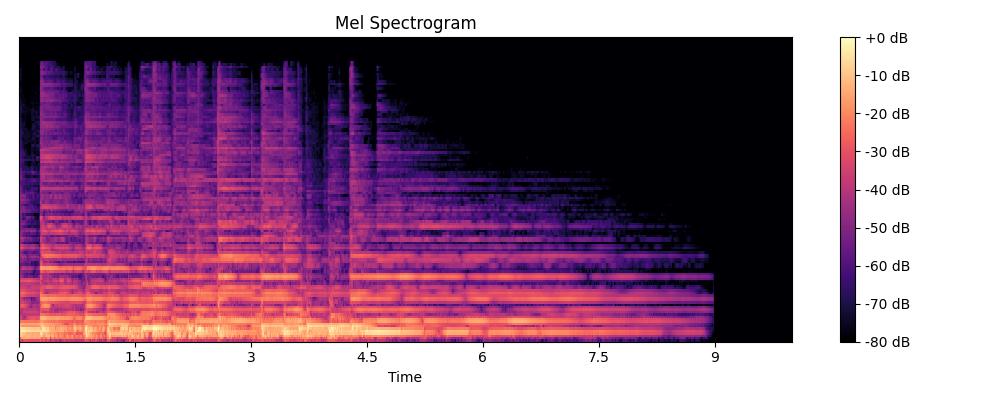 Mel Spectrogram
+0 dB
-10 dB
-20 dB
-30 dB
-40 dB
-50 dB
-60 dB
-70 dB
-80 dB
0 1.5 3 4.5 6 7.5 9
Time